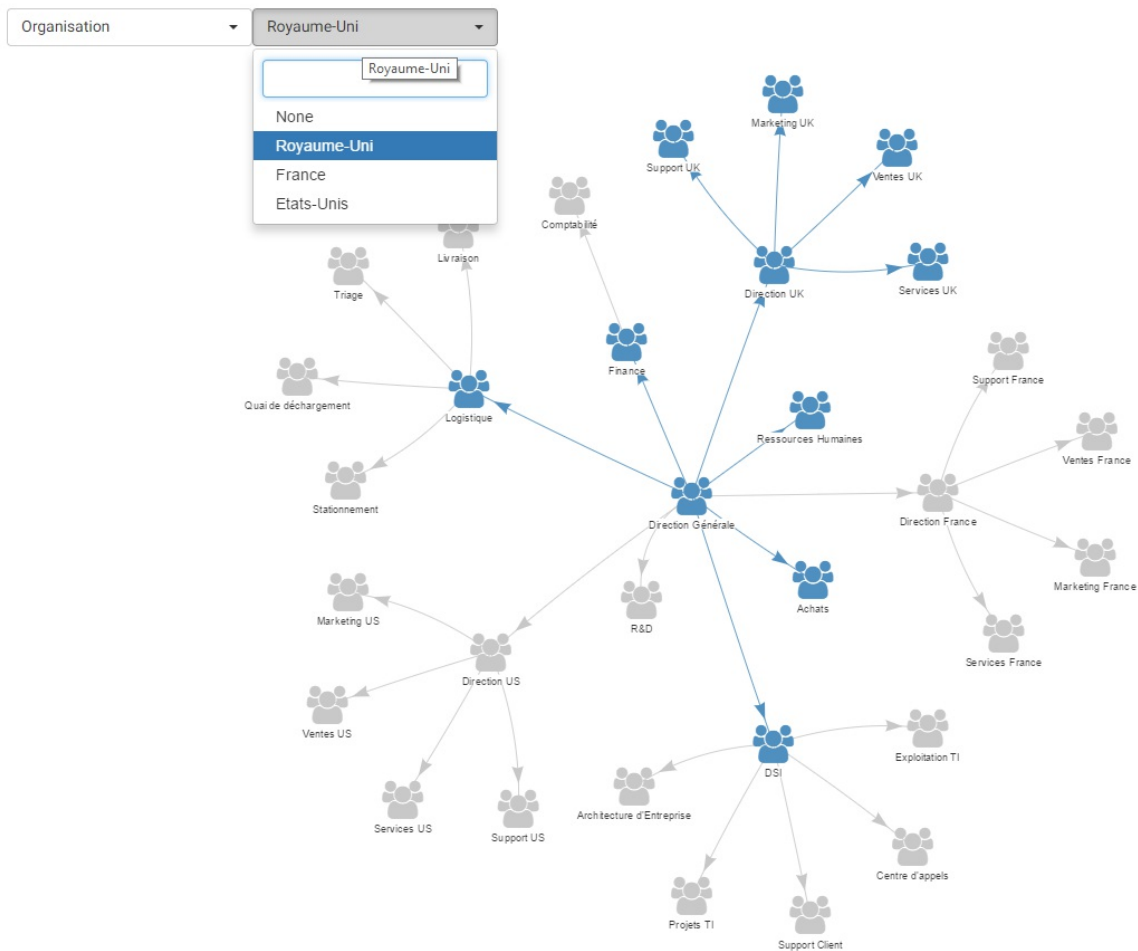 Organisation
Royaume-Uni
Royaume-Uni
None
Royaume-Uni
France
Etats-Unis
Marketing UK
Support UK
Ventes UK
Comptabilité
Livraison
Triage
Direction UK
Services UK
Finance
Support France
Quai de déchargement
Logistique
Ressources Humaines
Ventes France
Stationnement
Direction Générale
Direction France
Marketing France
Achats
Marketing US
R&D
Services France
Direction US
Ventes US
Exploitation TI
DSI
Architecture d'Entreprise
Services US
Support US
Centre d'appels
Projets TI
Support Client